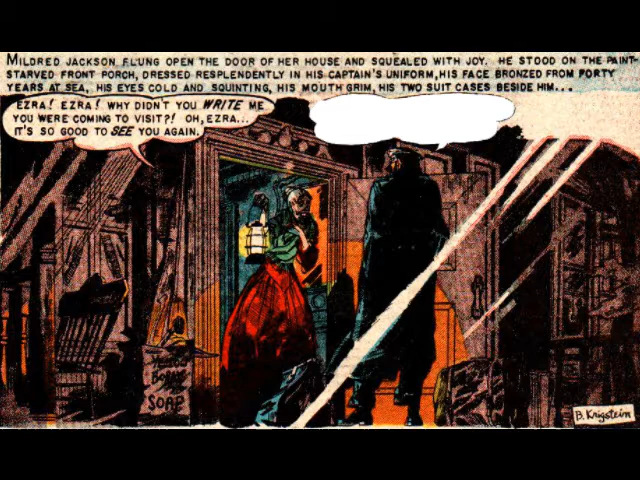 MILDRED JACKSON FLUNG OPEN THE DOOR OF HER HOUSE AND SQUEALED WITH JOY. HE STOOD ON THE PAINT-
STARVED FRONT PORCH, DRESSED RESPLENDENTLY IN HIS CAPTAIN'S UNIFORM, HIS FACE BRONZED FROM FORTY
YEARS AT SEA, HIS EYES COLD AND SQUINTING, HIS MOUTH GRIM, HIS TWO SUIT CASES BESIDE HIM...
EZRA! EZRA! WHY DIDN'T YOU WRITE ME
YOU WERE COMING TO VISIT?! OH, EZRA...
IT'S SO GOOD TO SEE YOU AGAIN.
SOAP
B. Krigstein